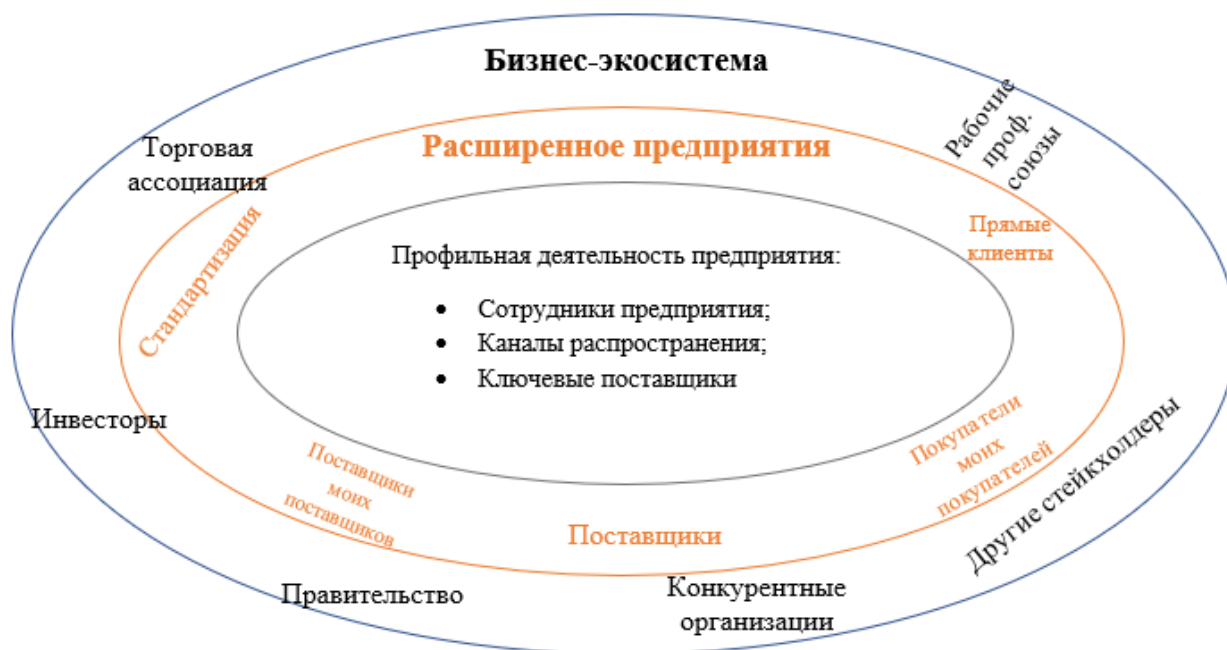 Бизнес-экосистема
Торговая
ассоциация
Расширенное предприятия
Рабочие
проф.
союзы
Стандартизация
Прямые
клиенты
Профильная деятельность предприятия:
• Сотрудники предприятия;
• Каналы распространения;
• Ключевые поставщики
Инвесторы
Поставщики
моих
поставщиков
Поставщики
Покупатели
моих
покупателей
Другие стейкхолдеры
Правительство
Конкурентные
организации